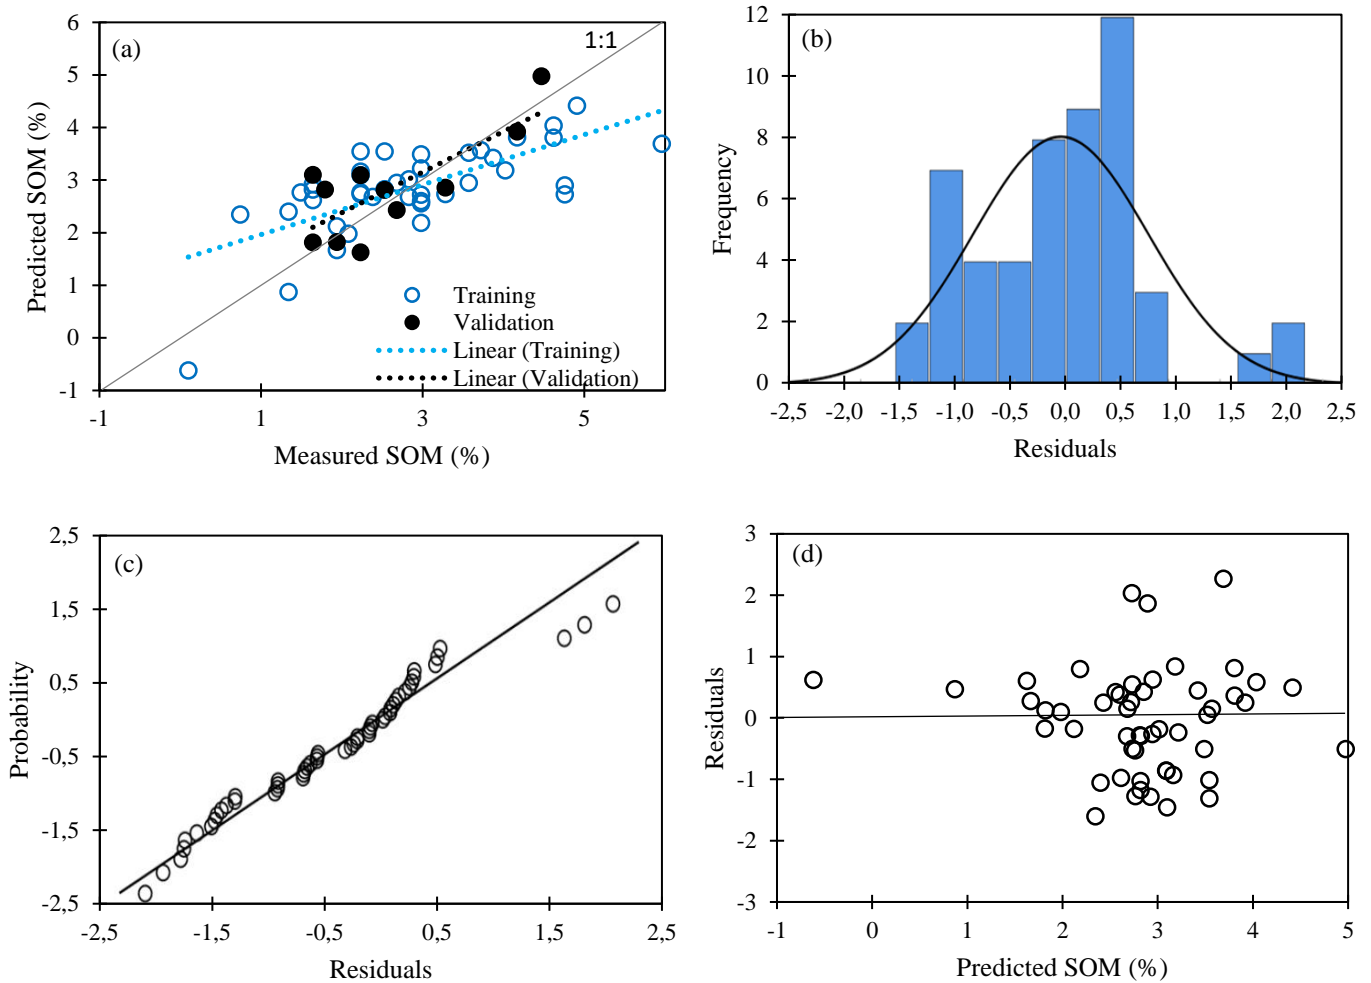 (a)
1:1
6
5
4
3
2
1
0
-1
Predicted SOM (%)
Training
Validation
Linear (Training)
Linear (Validation)
-1 1 3 5
Measured SOM (%)
(b)
12
10
8
6
4
2
0
Frequency
-2,5 -2,0 -1,5 -1,0 -0,5 0,0 0,5 1,0 1,5 2,0 2,5
Residuals
(c)
2,5
1,5
0,5
-0,5
-1,5
-2,5
Probability
-2,5 -1,5 -0,5 0,5 1,5 2,5
Residuals
(d)
3
2
1
0
-1
-2
-3
Residuals
-1 0 1 2 3 4 5
Predicted SOM (%)